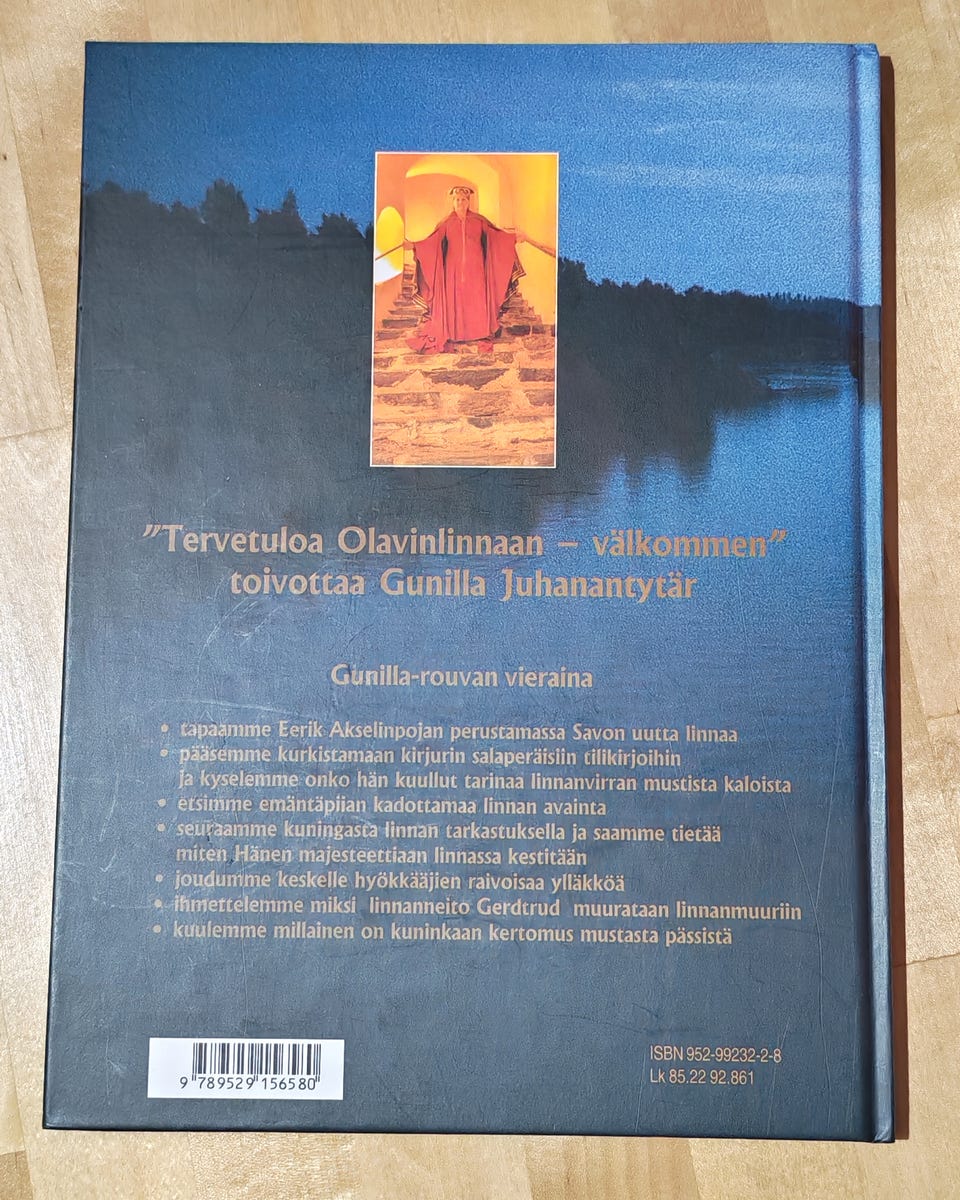 "Tervetuloa Olavinlinnaan – välkommen"
toivottaa Gunilla Juhanantytär
Gunilla-rouvan vieraina
• tapaamme Eerik Akselinpojan perustamassa Savon uutta linnaa
• pääsemme kurkistamaan kirjurin salaperäisiin tilikirjoihin
ja kyselemme onko hän kuullut tarinaa linnanvirran mustista kaloista
• etsimme emäntäpiian kadottamaa linnan avainta
• seuraamme kuningasta linnan tarkastuksella ja saamme tietää
miten Hänen majesteettiaan linnassa kestitään
• joudumme keskelle hyökkääjien raivoisaa ylläkköä
• ihmettelemme miksi linnanneito Gerdtrud muurataan linnanmuuriin
• kuulemme millainen on kuninkaan kertomus mustasta pässistä
9 789529 156580
ISBN 952-99232-2-8
Lk 85.22 92.861